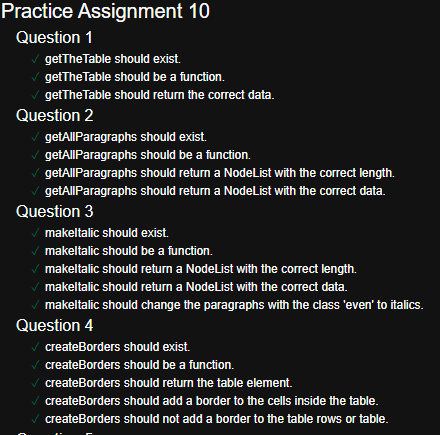 Practice Assignment 10
Question 1
✓ getTheTable should exist.
✓ getTheTable should be a function.
✓ getTheTable should return the correct data.
Question 2
✓ getAllParagraphs should exist.
✓ getAllParagraphs should be a function.
✓ getAllParagraphs should return a NodeList with the correct length.
✓ getAllParagraphs should return a NodeList with the correct data.
Question 3
✓ makeItalic should exist.
✓ makeItalic should be a function.
✓ makeItalic should return a NodeList with the correct length.
✓ makeItalic should return a NodeList with the correct data.
✓ makeItalic should change the paragraphs with the class 'even' to italics.
Question 4
✓ createBorders should exist.
✓ createBorders should be a function.
✓ createBorders should return the table element.
✓ createBorders should add a border to the cells inside the table.
✓ createBorders should not add a border to the table rows or table.